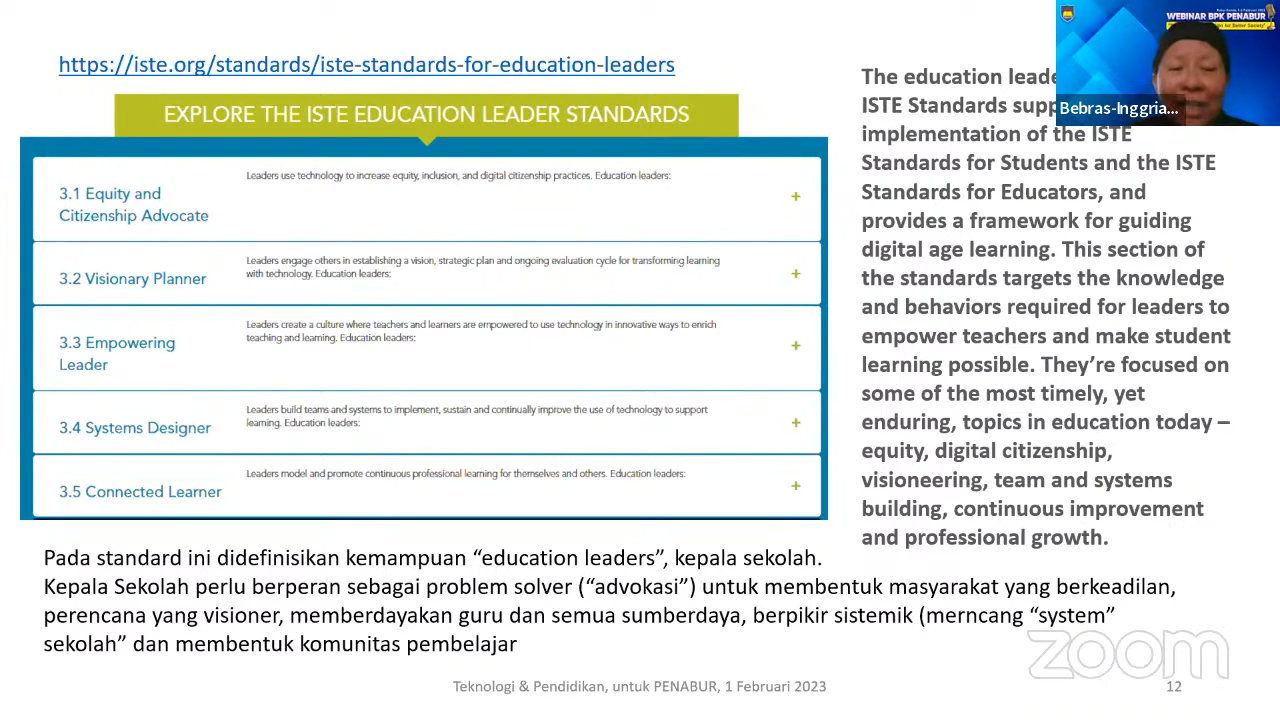 https://iste.org/standards/iste-standards-for-education-leaders
EXPLORE THE ISTE EDUCATION LEADER STANDARDS
3.1 Equity and
Citizenship Advocate
Leaders use technology to increase equity, inclusion, and digital citizenship practices. Education leaders:
+
3.2 Visionary Planner
Leaders engage others in establishing a vision, strategic plan and ongoing evaluation cycle for transforming learning
with technology. Education leaders:
+
3.3 Empowering
Leader
Leaders create a culture where teachers and learners are empowered to use technology in innovative ways to enrich
teaching and learning. Education leaders:
+
3.4 Systems Designer
Leaders build teams and systems to implement, sustain and continually improve the use of technology to support
learning. Education leaders:
+
3.5 Connected Learner
Leaders model and promote continuous professional learning for themselves and others. Education leaders:
+
The education
ISTE Standards
implementation of the ISTE
Standards for Students and the ISTE
Standards for Educators, and
provides a framework for guiding
digital age learning. This section of
the standards targets the knowledge
and behaviors required for leaders to
empower teachers and make student
learning possible. They’re focused on
some of the most timely, yet
enduring, topics in education today –
equity, digital citizenship,
visioneering, team and systems
building, continuous improvement
and professional growth.
WEBINAR BPK PENABUR
for Better Society
Bebras-Inggria...
Pada standard ini didefinisikan kemampuan “education leaders”, kepala sekolah.
Kepala Sekolah perlu berperan sebagai problem solver (“advokasi”) untuk membentuk masyarakat yang berkeadilan,
perencana yang visioner, memberdayakan guru dan semua sumberdaya, berpikir sistemik (merncang “system”
sekolah” dan membentuk komunitas pembelajar
zoom
Teknologi & Pendidikan, untuk PENABUR, 1 Februari 2023
12